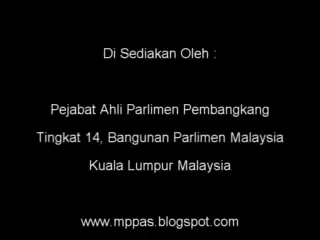 Di Sediakan Oleh :
Pejabat Ahli Parlimen Pembangkang
Tingkat 14, Bangunan Parlimen Malaysia
Kuala Lumpur Malaysia
www.mppas.blogspot.com